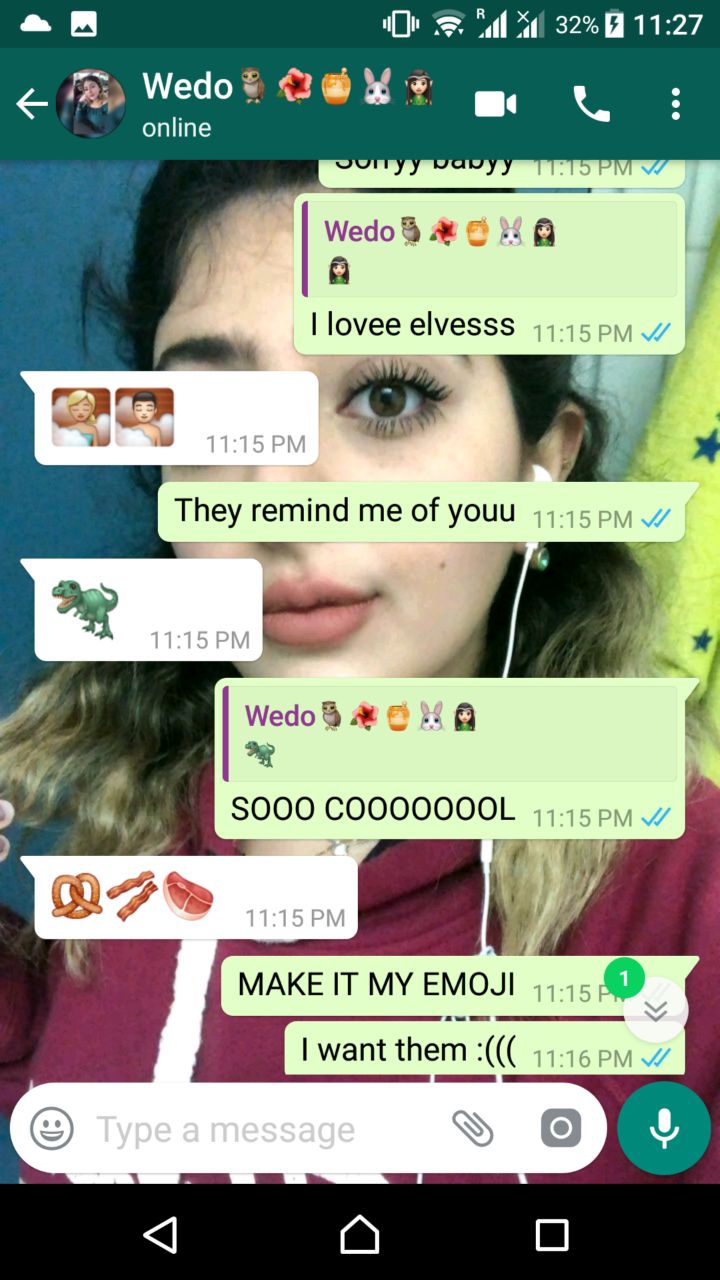 R
X
32%
11:27
Wedo🦉🌺🍯🐰🧝🏻‍♀️
online
Sorryy babyy 11:15 PM
Wedo🦉🌺🍯🐰🧝🏻‍♀️
🧝🏻‍♀️
I lovee elvesss 11:15 PM
🧖🏼‍♀️🧖🏻‍♂️ 11:15 PM
They remind me of youu 11:15 PM
🦖 11:15 PM
Wedo🦉🌺🍯🐰🧝🏻‍♀️
🦖
SOOO COOOOOOOL 11:15 PM
🥨🥓🥩 11:15 PM
MAKE IT MY EMOJI 11:15 PM
1
I want them :((( 11:16 PM
Type a message